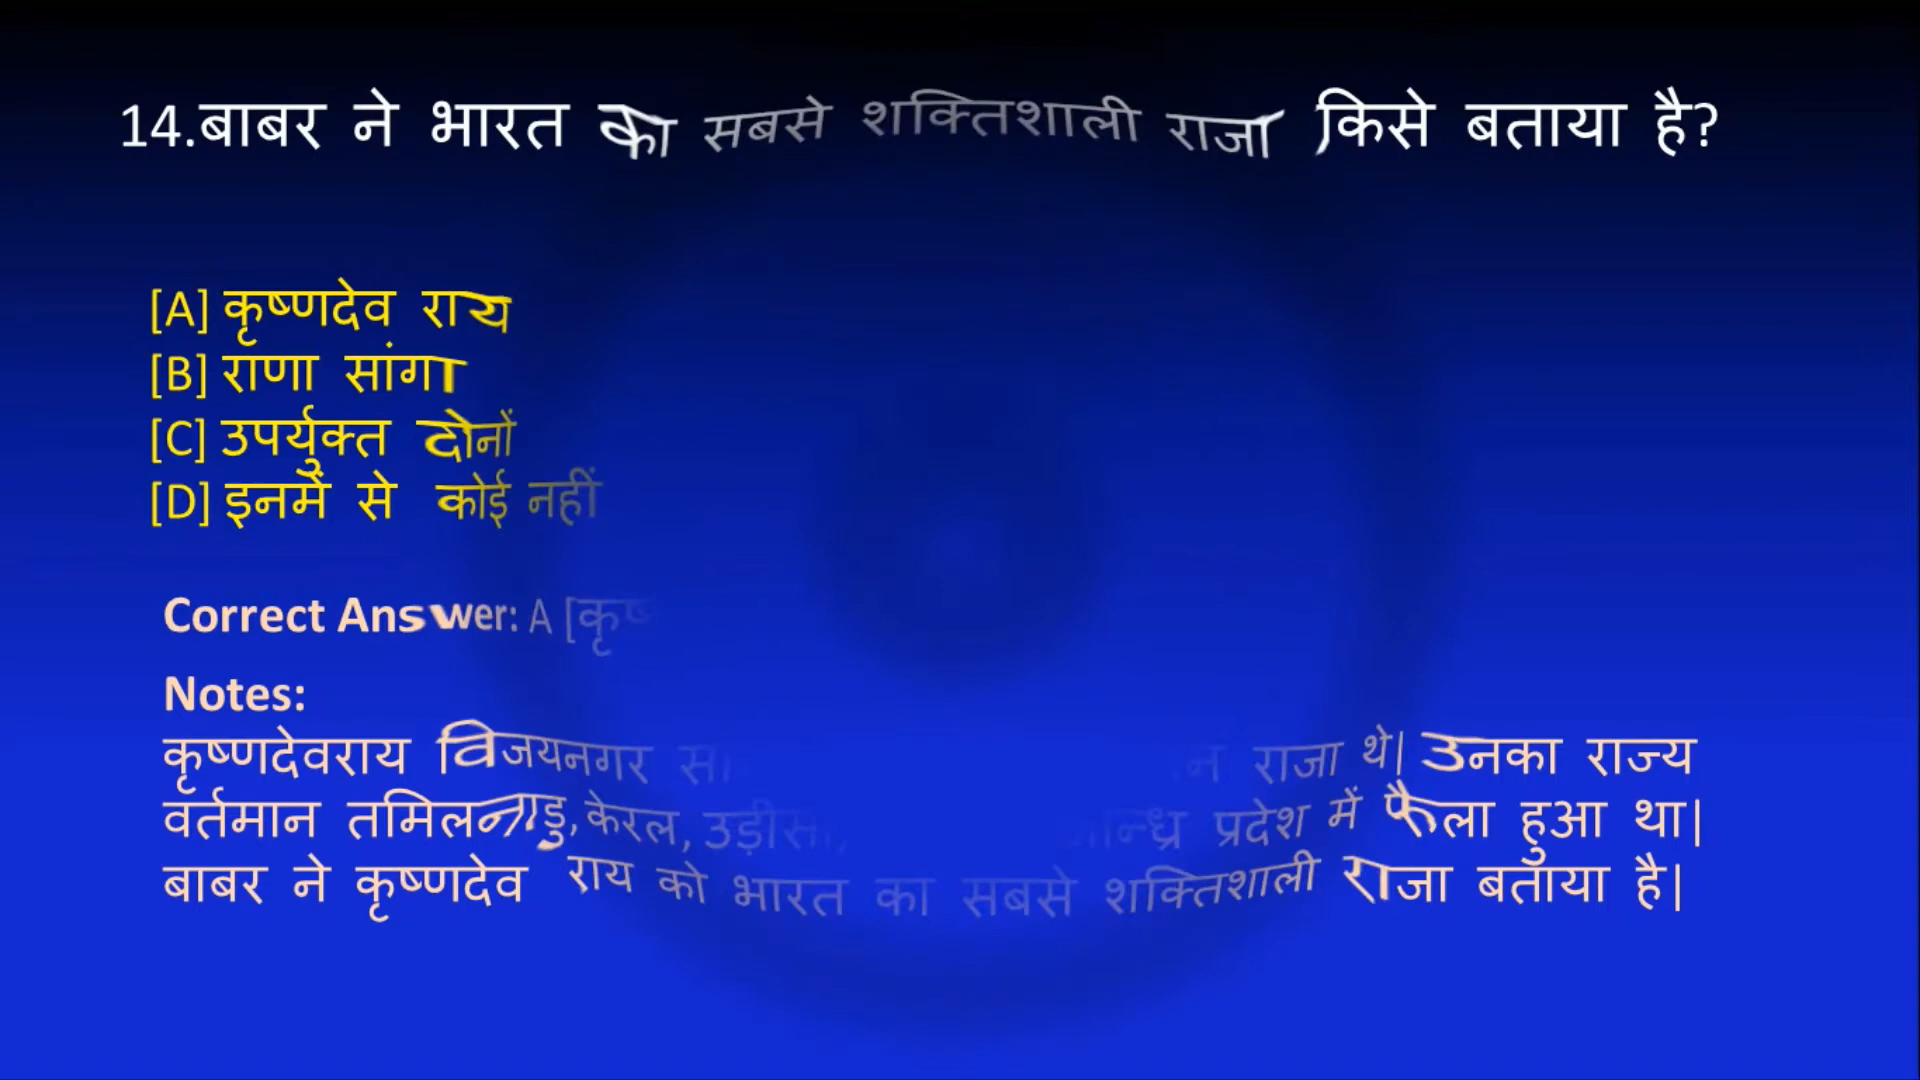 14.बाबर ने भारत का सबसे शक्तिशाली राजा किसे बताया है?
[A] कृष्णदेव राय
[B] राणा सांगा
[C] उपर्युक्त दोनों
[D] इनमें से कोई नहीं
Correct Answer: A
Notes:
कृष्णदेवराय विजयनगर राजा थे| उनका राज्य
वर्तमान तमिलनाडु, केरल, उड़ीसा, प्रदेश में फैला हुआ था|
बाबर ने कृष्णदेव राय को भारत का सबसे शक्तिशाली राजा बताया है|